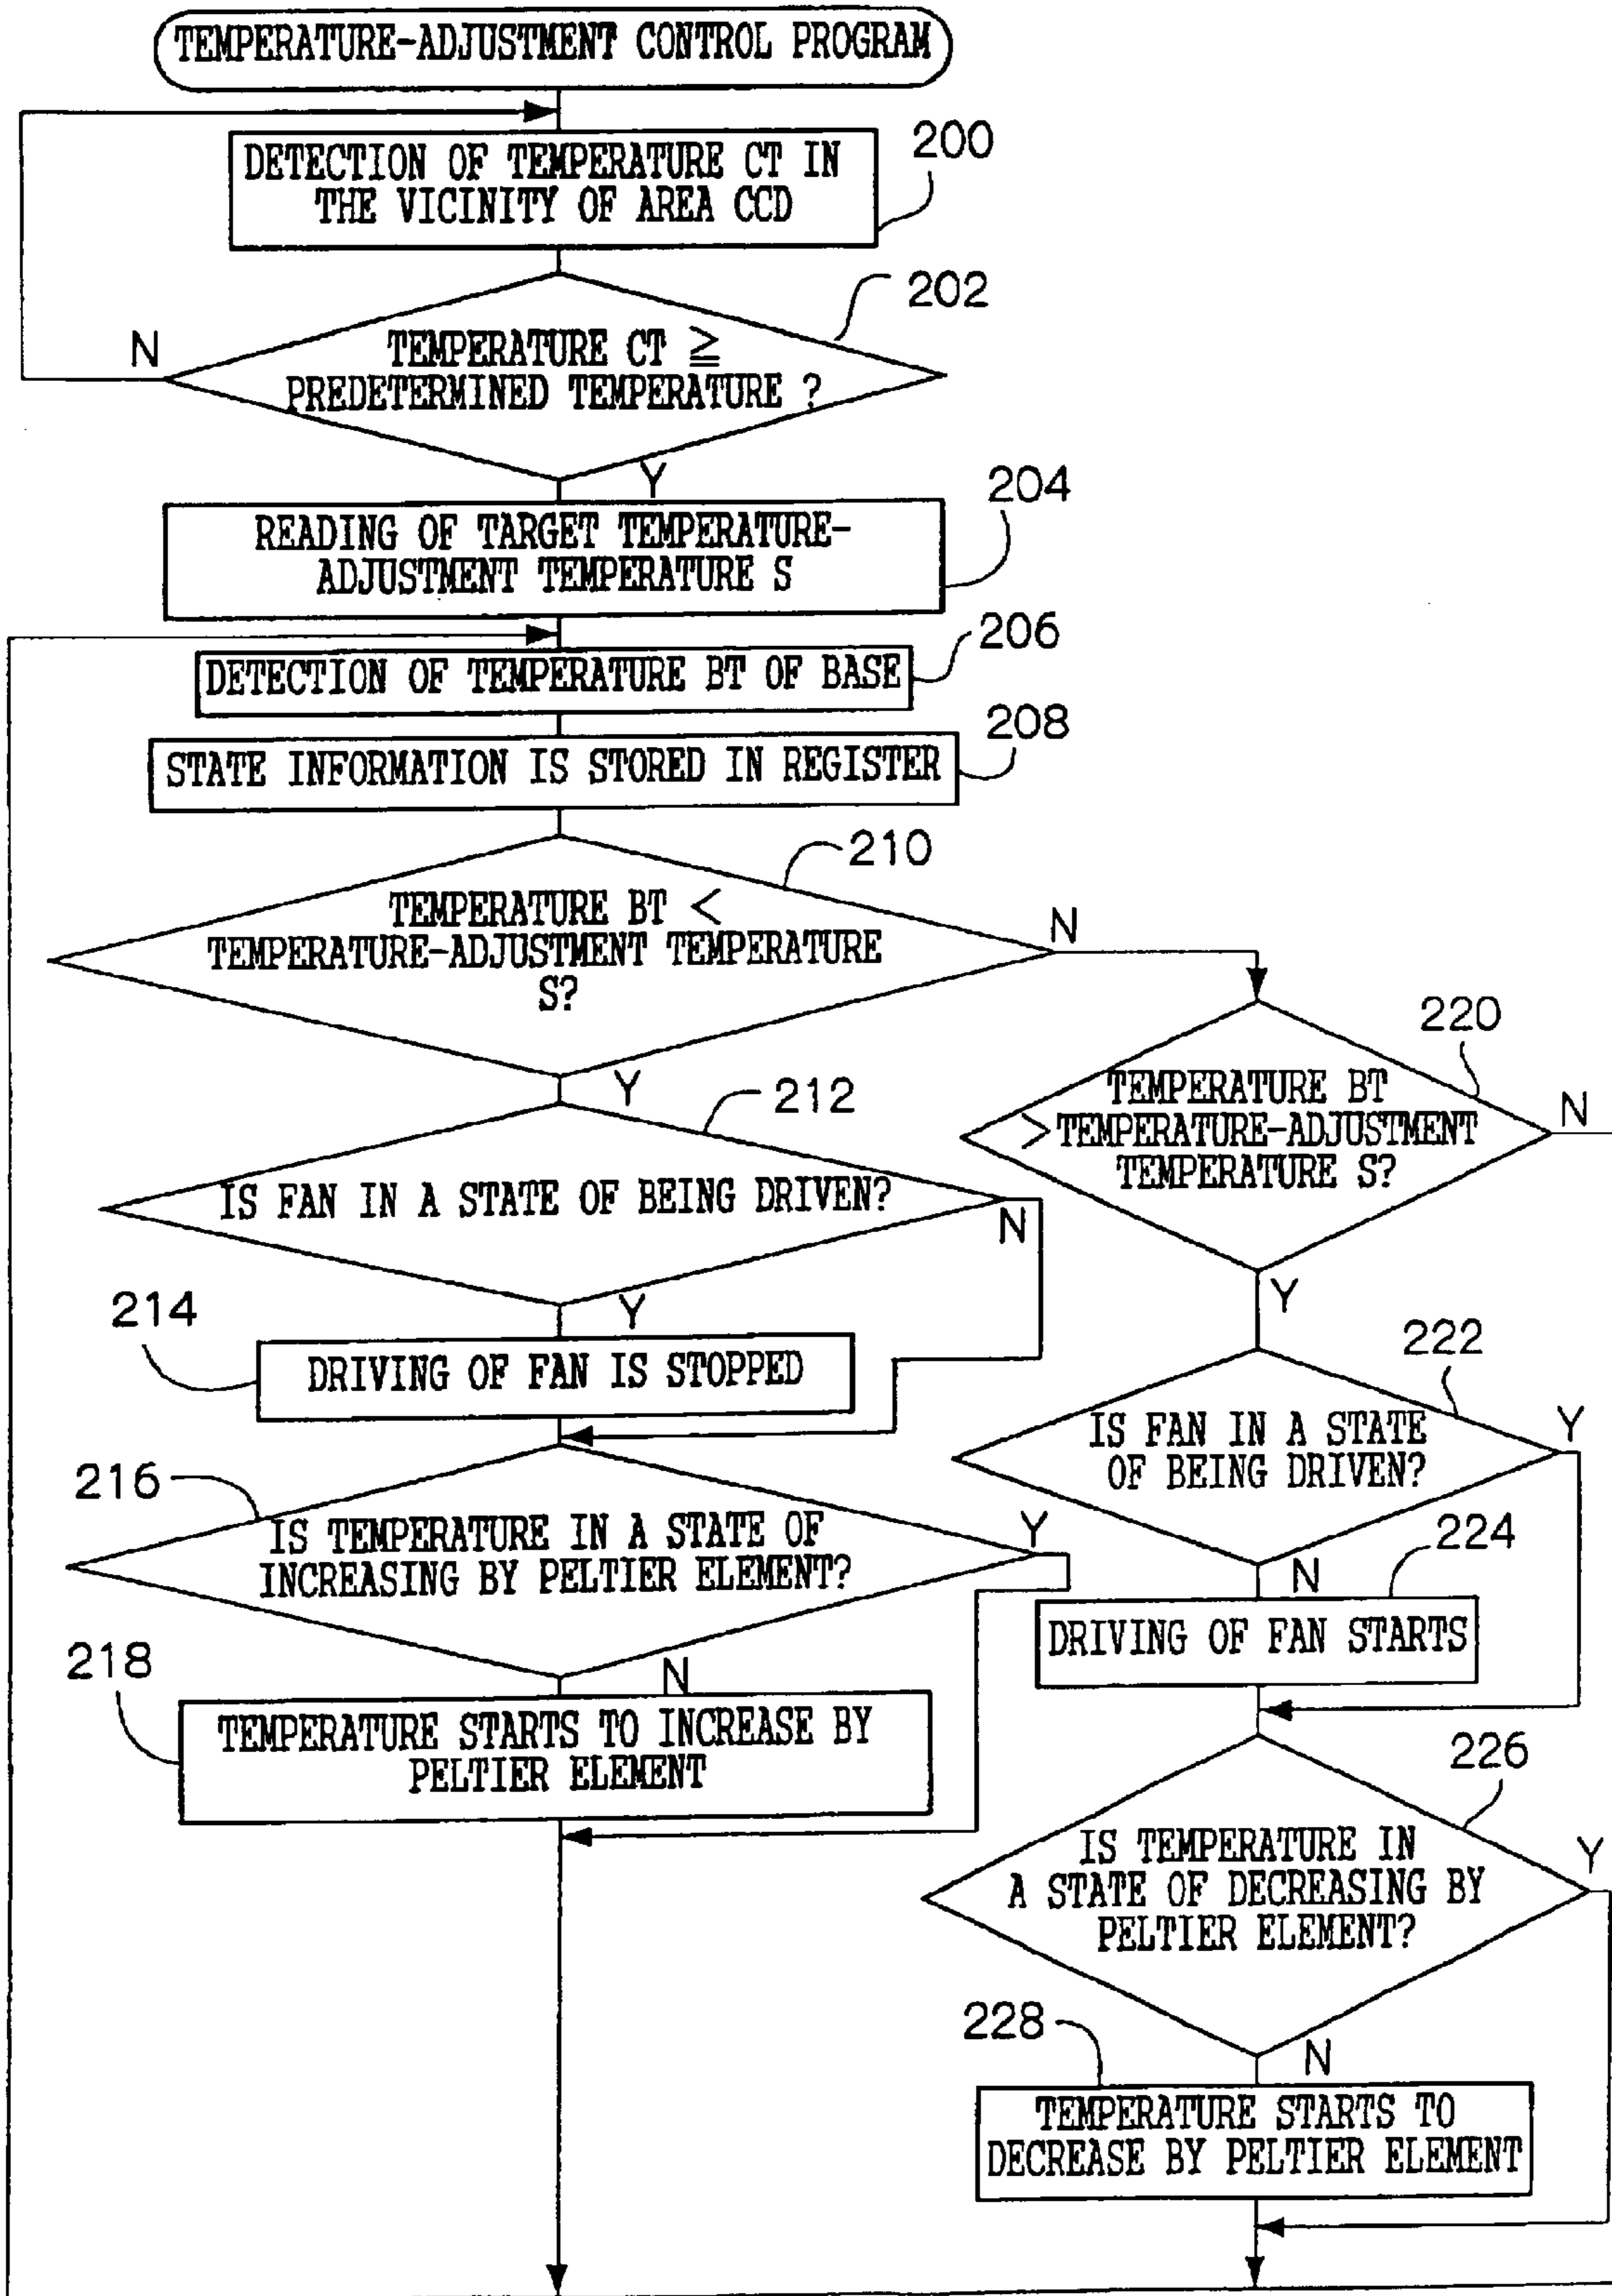 TEMPERATURE-ADJUSTMENT CONTROL PROGRAM
DETECTION OF TEMPERATURE CT IN
THE VICINITY OF AREA CCD
200
202
N
TEMPERATURE CT ≧
PREDETERMINED TEMPERATURE ?
Y
204
READING OF TARGET TEMPERATURE-
ADJUSTMENT TEMPERATURE S
206
DETECTION OF TEMPERATURE BT OF BASE
208
STATE INFORMATION IS STORED IN REGISTER
210
TEMPERATURE BT <
TEMPERATURE-ADJUSTMENT TEMPERATURE
S?
N
Y
212
IS FAN IN A STATE OF BEING DRIVEN?
N
Y
214
DRIVING OF FAN IS STOPPED
216
IS TEMPERATURE IN A STATE OF
INCREASING BY PELTIER ELEMENT?
Y
N
218
TEMPERATURE STARTS TO INCREASE BY
PELTIER ELEMENT
220
TEMPERATURE BT
> TEMPERATURE-ADJUSTMENT
TEMPERATURE S?
N
Y
222
IS FAN IN A STATE
OF BEING DRIVEN?
Y
N
224
DRIVING OF FAN STARTS
226
IS TEMPERATURE IN
A STATE OF DECREASING BY
PELTIER ELEMENT?
Y
N
228
TEMPERATURE STARTS TO
DECREASE BY PELTIER ELEMENT